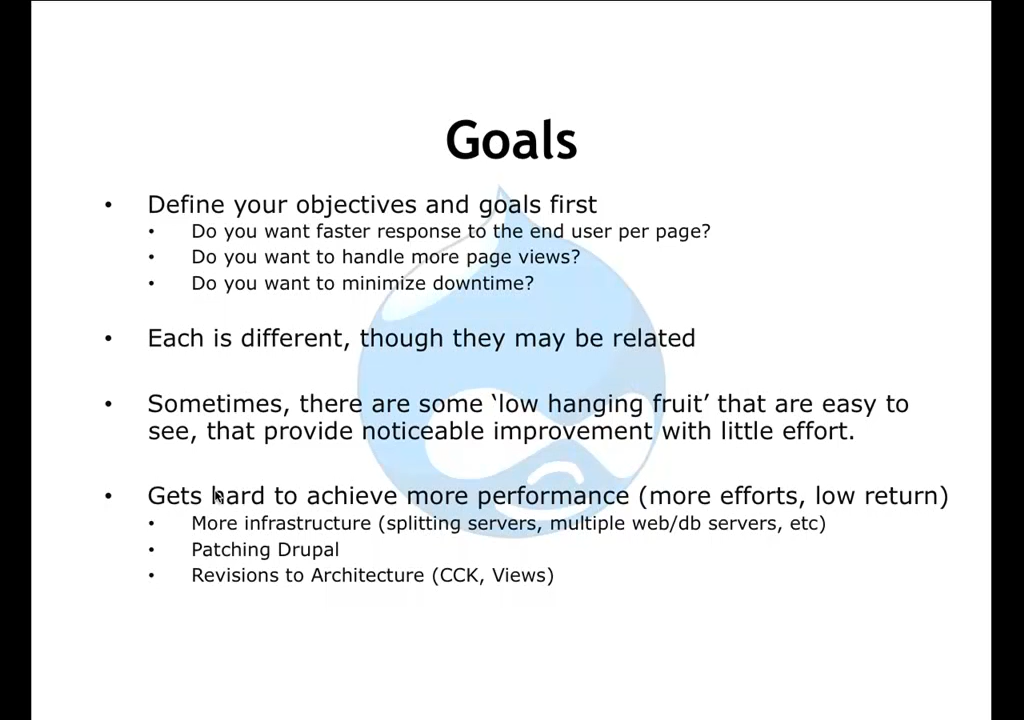 Goals
• Define your objectives and goals first
• Do you want faster response to the end user per page?
• Do you want to handle more page views?
• Do you want to minimize downtime?
• Each is different, though they may be related
• Sometimes, there are some ‘low hanging fruit’ that are easy to
see, that provide noticeable improvement with little effort.
• Gets hard to achieve more performance (more efforts, low return)
• More infrastructure (splitting servers, multiple web/db servers, etc)
• Patching Drupal
• Revisions to Architecture (CCK, Views)